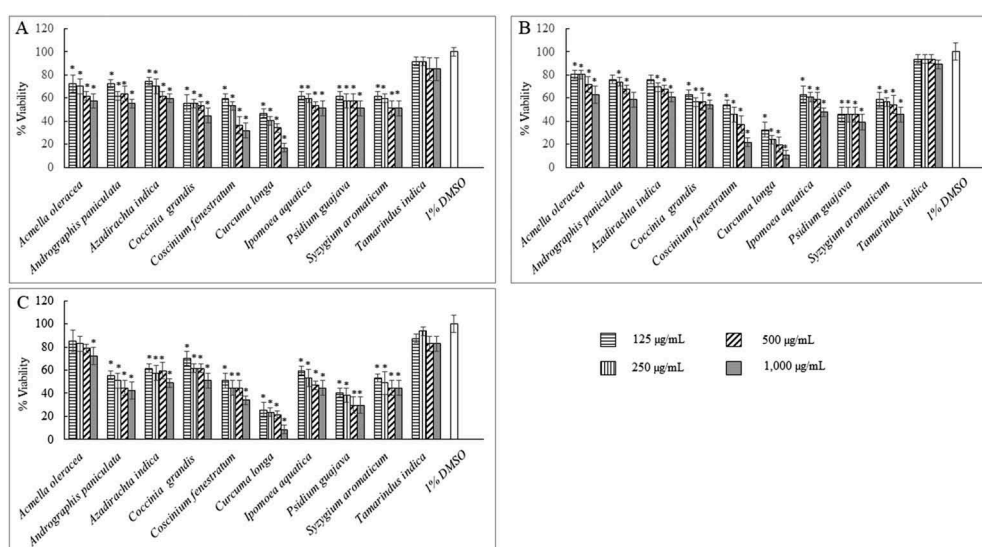 A
120
100
80
60
40
20
0
% Viability
Acmella oleracea
Andrographis paniculata
Azadirachta indica
Coccinia grandis
Coscinium fenestratum
Curcuma longa
Ipomoea aquatica
Psidium guajava
Syzygium aromaticum
Tamarindus indica
1% DMSO
B
120
100
80
60
40
20
0
% Viability
Acmella oleracea
Andrographis paniculata
Azadirachta indica
Coccinia grandis
Coscinium fenestratum
Curcuma longa
Ipomoea aquatica
Psidium guajava
Syzygium aromaticum
Tamarindus indica
1% DMSO
C
120
100
80
60
40
20
0
% Viability
Acmella oleracea
Andrographis paniculata
Azadirachta indica
Coccinia grandis
Coscinium fenestratum
Curcuma longa
Ipomoea aquatica
Psidium guajava
Syzygium aromaticum
Tamarindus indica
1% DMSO
125 µg/mL
500 µg/mL
250 µg/mL
1,000 µg/mL